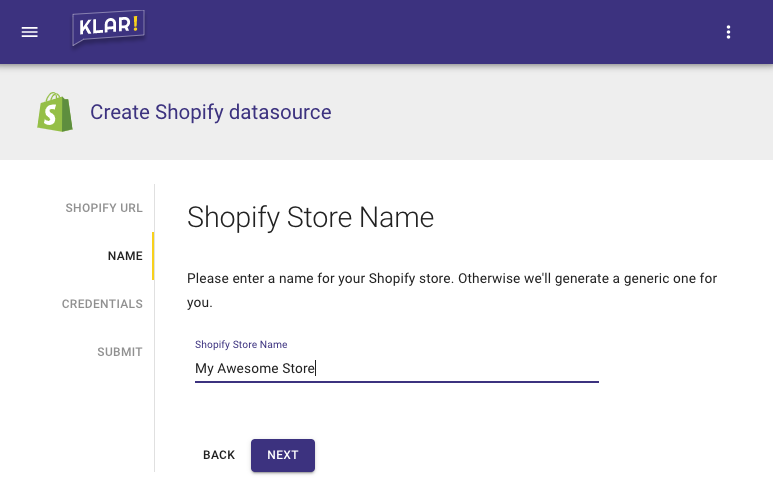 KLAR!
Create Shopify datasource
SHOPIFY URL
NAME
CREDENTIALS
SUBMIT
Shopify Store Name
Please enter a name for your Shopify store. Otherwise we'll generate a generic one for
you.
Shopify Store Name
My Awesome Store
BACK
NEXT